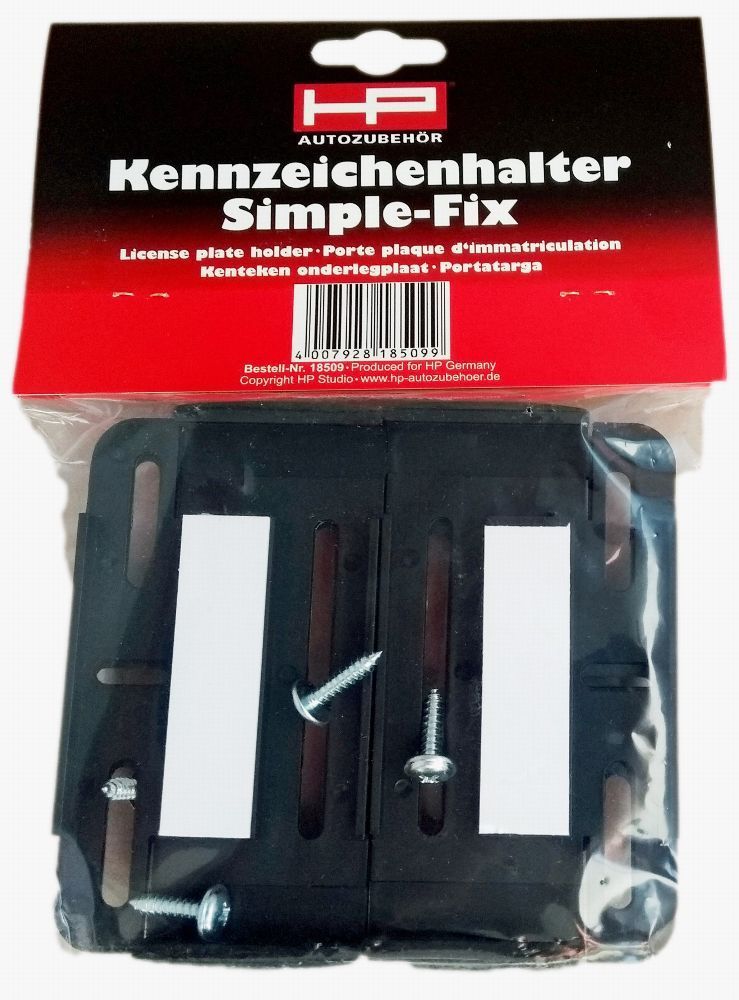 HP
AUTOZUBEHÖR
Kennzeichenhalter
Simple-Fix
License plate holder · Porte plaque d'immatriculation
Kenteken onderlegplaat · Portatarga
4 007928 185099
Bestell-Nr. 18509 · Produced for HP Germany
Copyright HP Studio · www.hp-autozubehoer.de